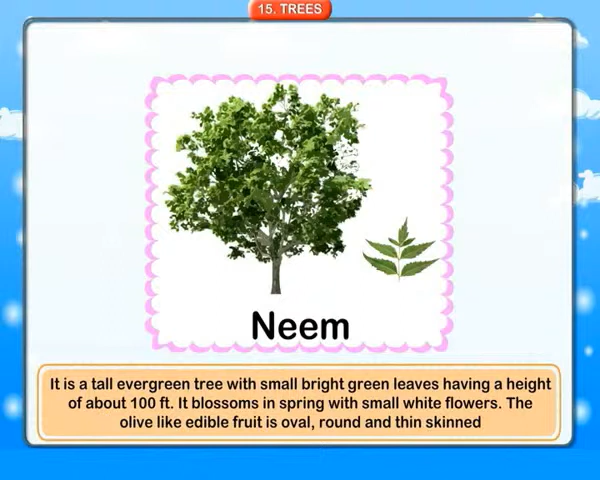 15. TREES
Neem
It is a tall evergreen tree with small bright green leaves having a height
of about 100 ft. It blossoms in spring with small white flowers. The
olive like edible fruit is oval, round and thin skinned